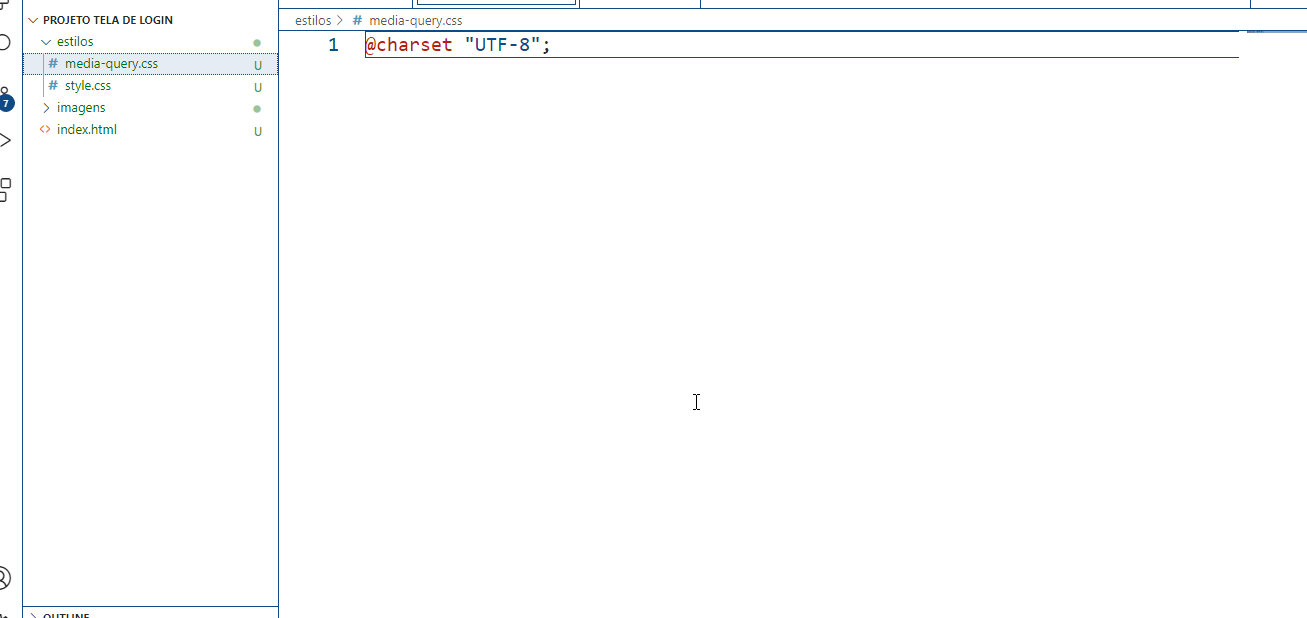 PROJETO TELA DE LOGIN
estilos
# media-query.css U
# style.css U
imagens
<> index.html U
7
OUTLINE
estilos > # media-query.css
1 @charset "UTF-8";